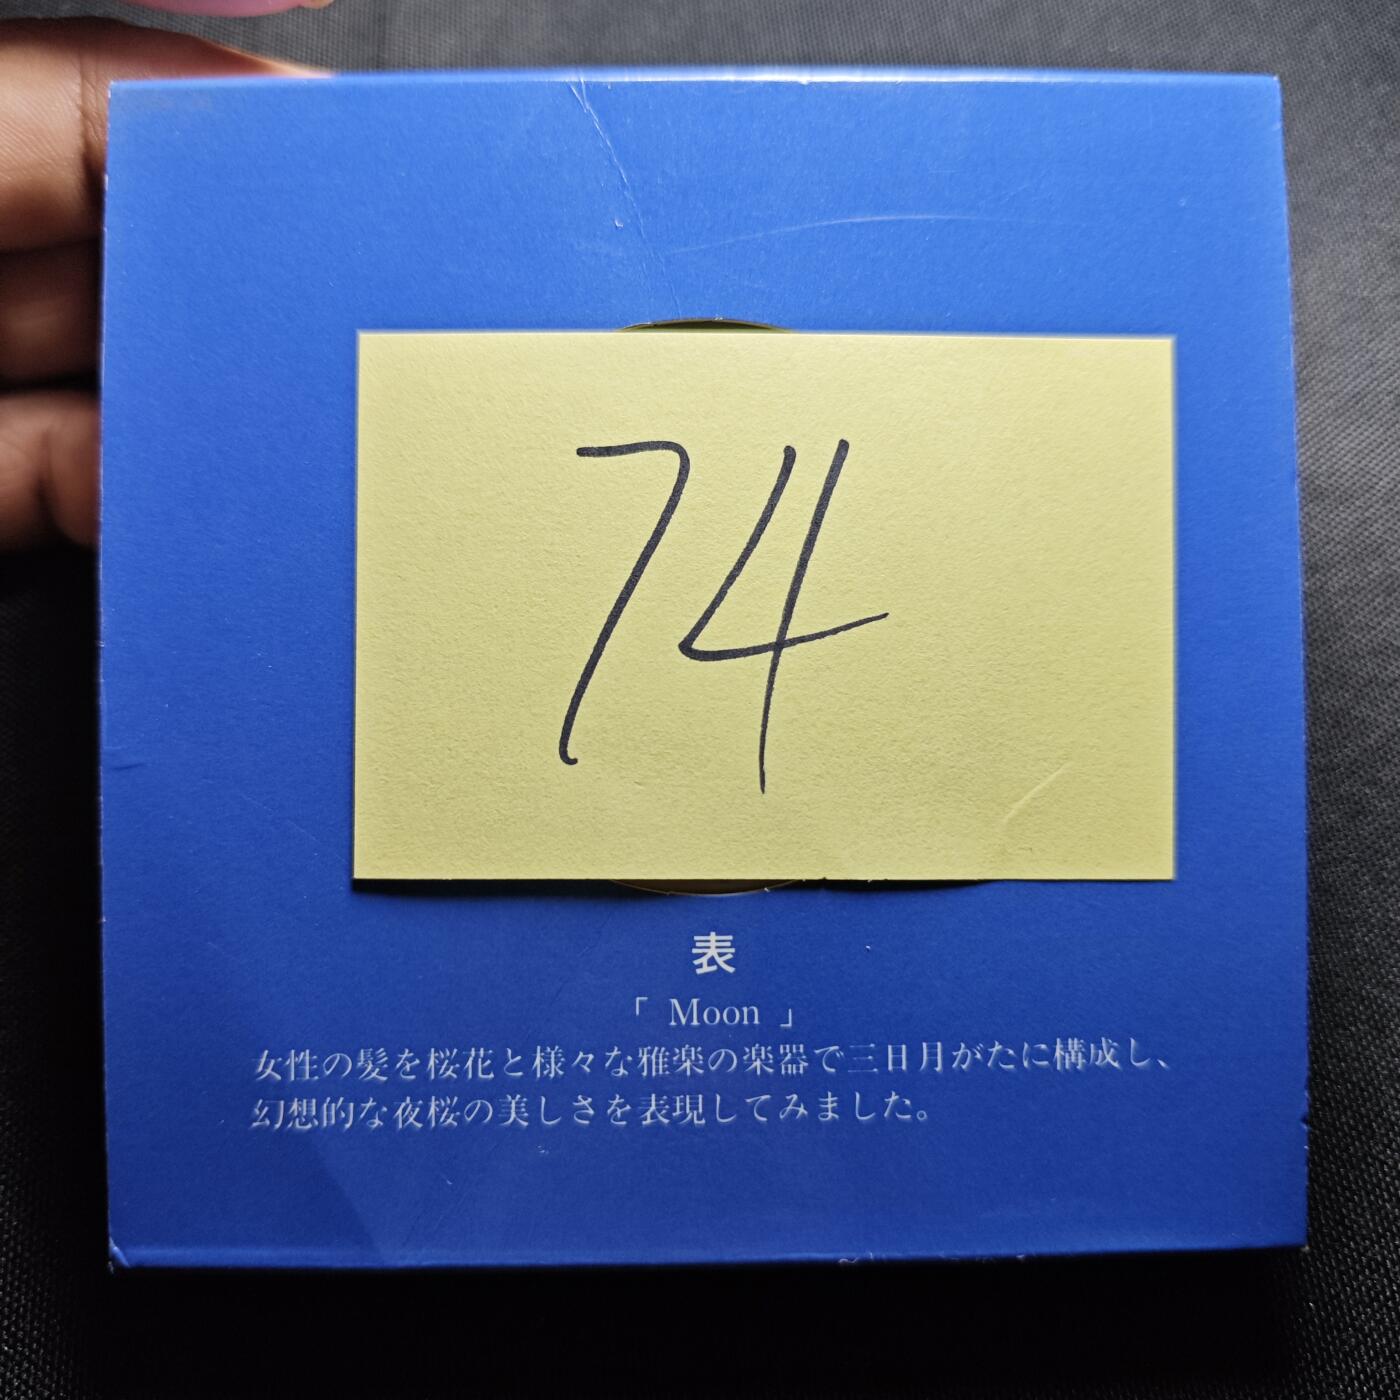 74
表
「 Moon 」
女性の髪を桜花と様々な雅楽の楽器で三日月がたに構成し、
幻想的な夜桜の美しさを表現してみました。